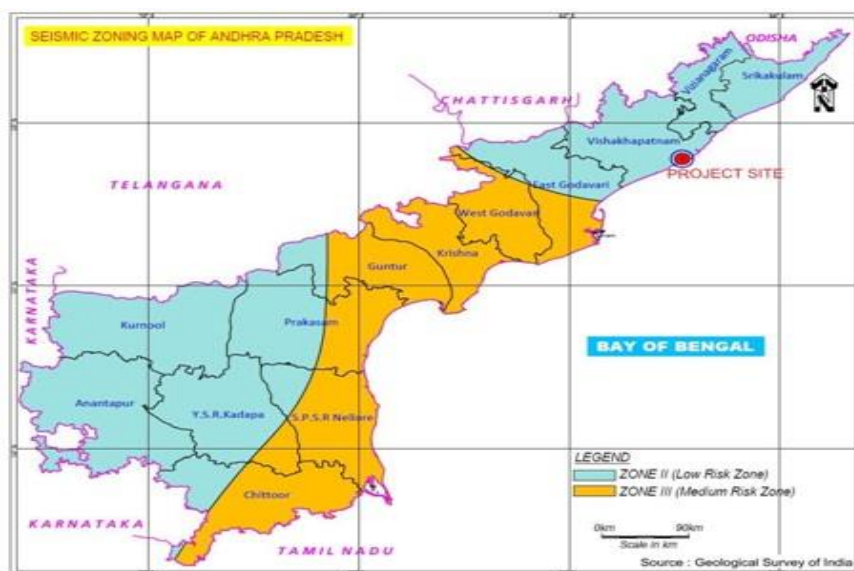 SEISMIC ZONING MAP OF ANDHRA PRADESH
ODISHA
Vizianagaram
Srikakulam
CHATTISGARH
N
Vishakhapatnam
PROJECT SITE
TELANGANA
East Godavari
West Godavari
Krishna
Guntur
KARNATAKA
Kurnool
Prakasam
BAY OF BENGAL
Anantapur
Y.S.R.Kadapa
S.P.S.R Nellore
LEGEND
ZONE II (Low Risk Zone)
ZONE III (Medium Risk Zone)
Chittoor
KARNATAKA
TAMIL NADU
0km 90km
Scale in km
Source : Geological Survey of India